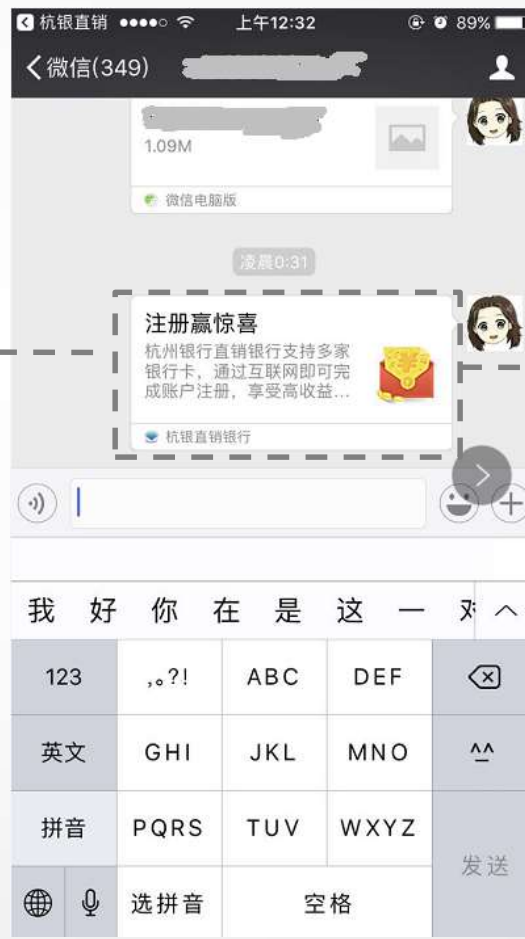 杭银直销 上午12:32 89%
微信(349)
1.09M
微信电脑版
凌晨0:31
注册赢惊喜
杭州银行直销银行支持多家
银行卡，通过互联网即可完
成账户注册，享受高收益...
杭银直销银行
我 好 你 在 是 这 一 对
123 ,。?! ABC DEF
英文 GHI JKL MNO ^^
拼音 PQRS TUV WXYZ
发送
选拼音 空格